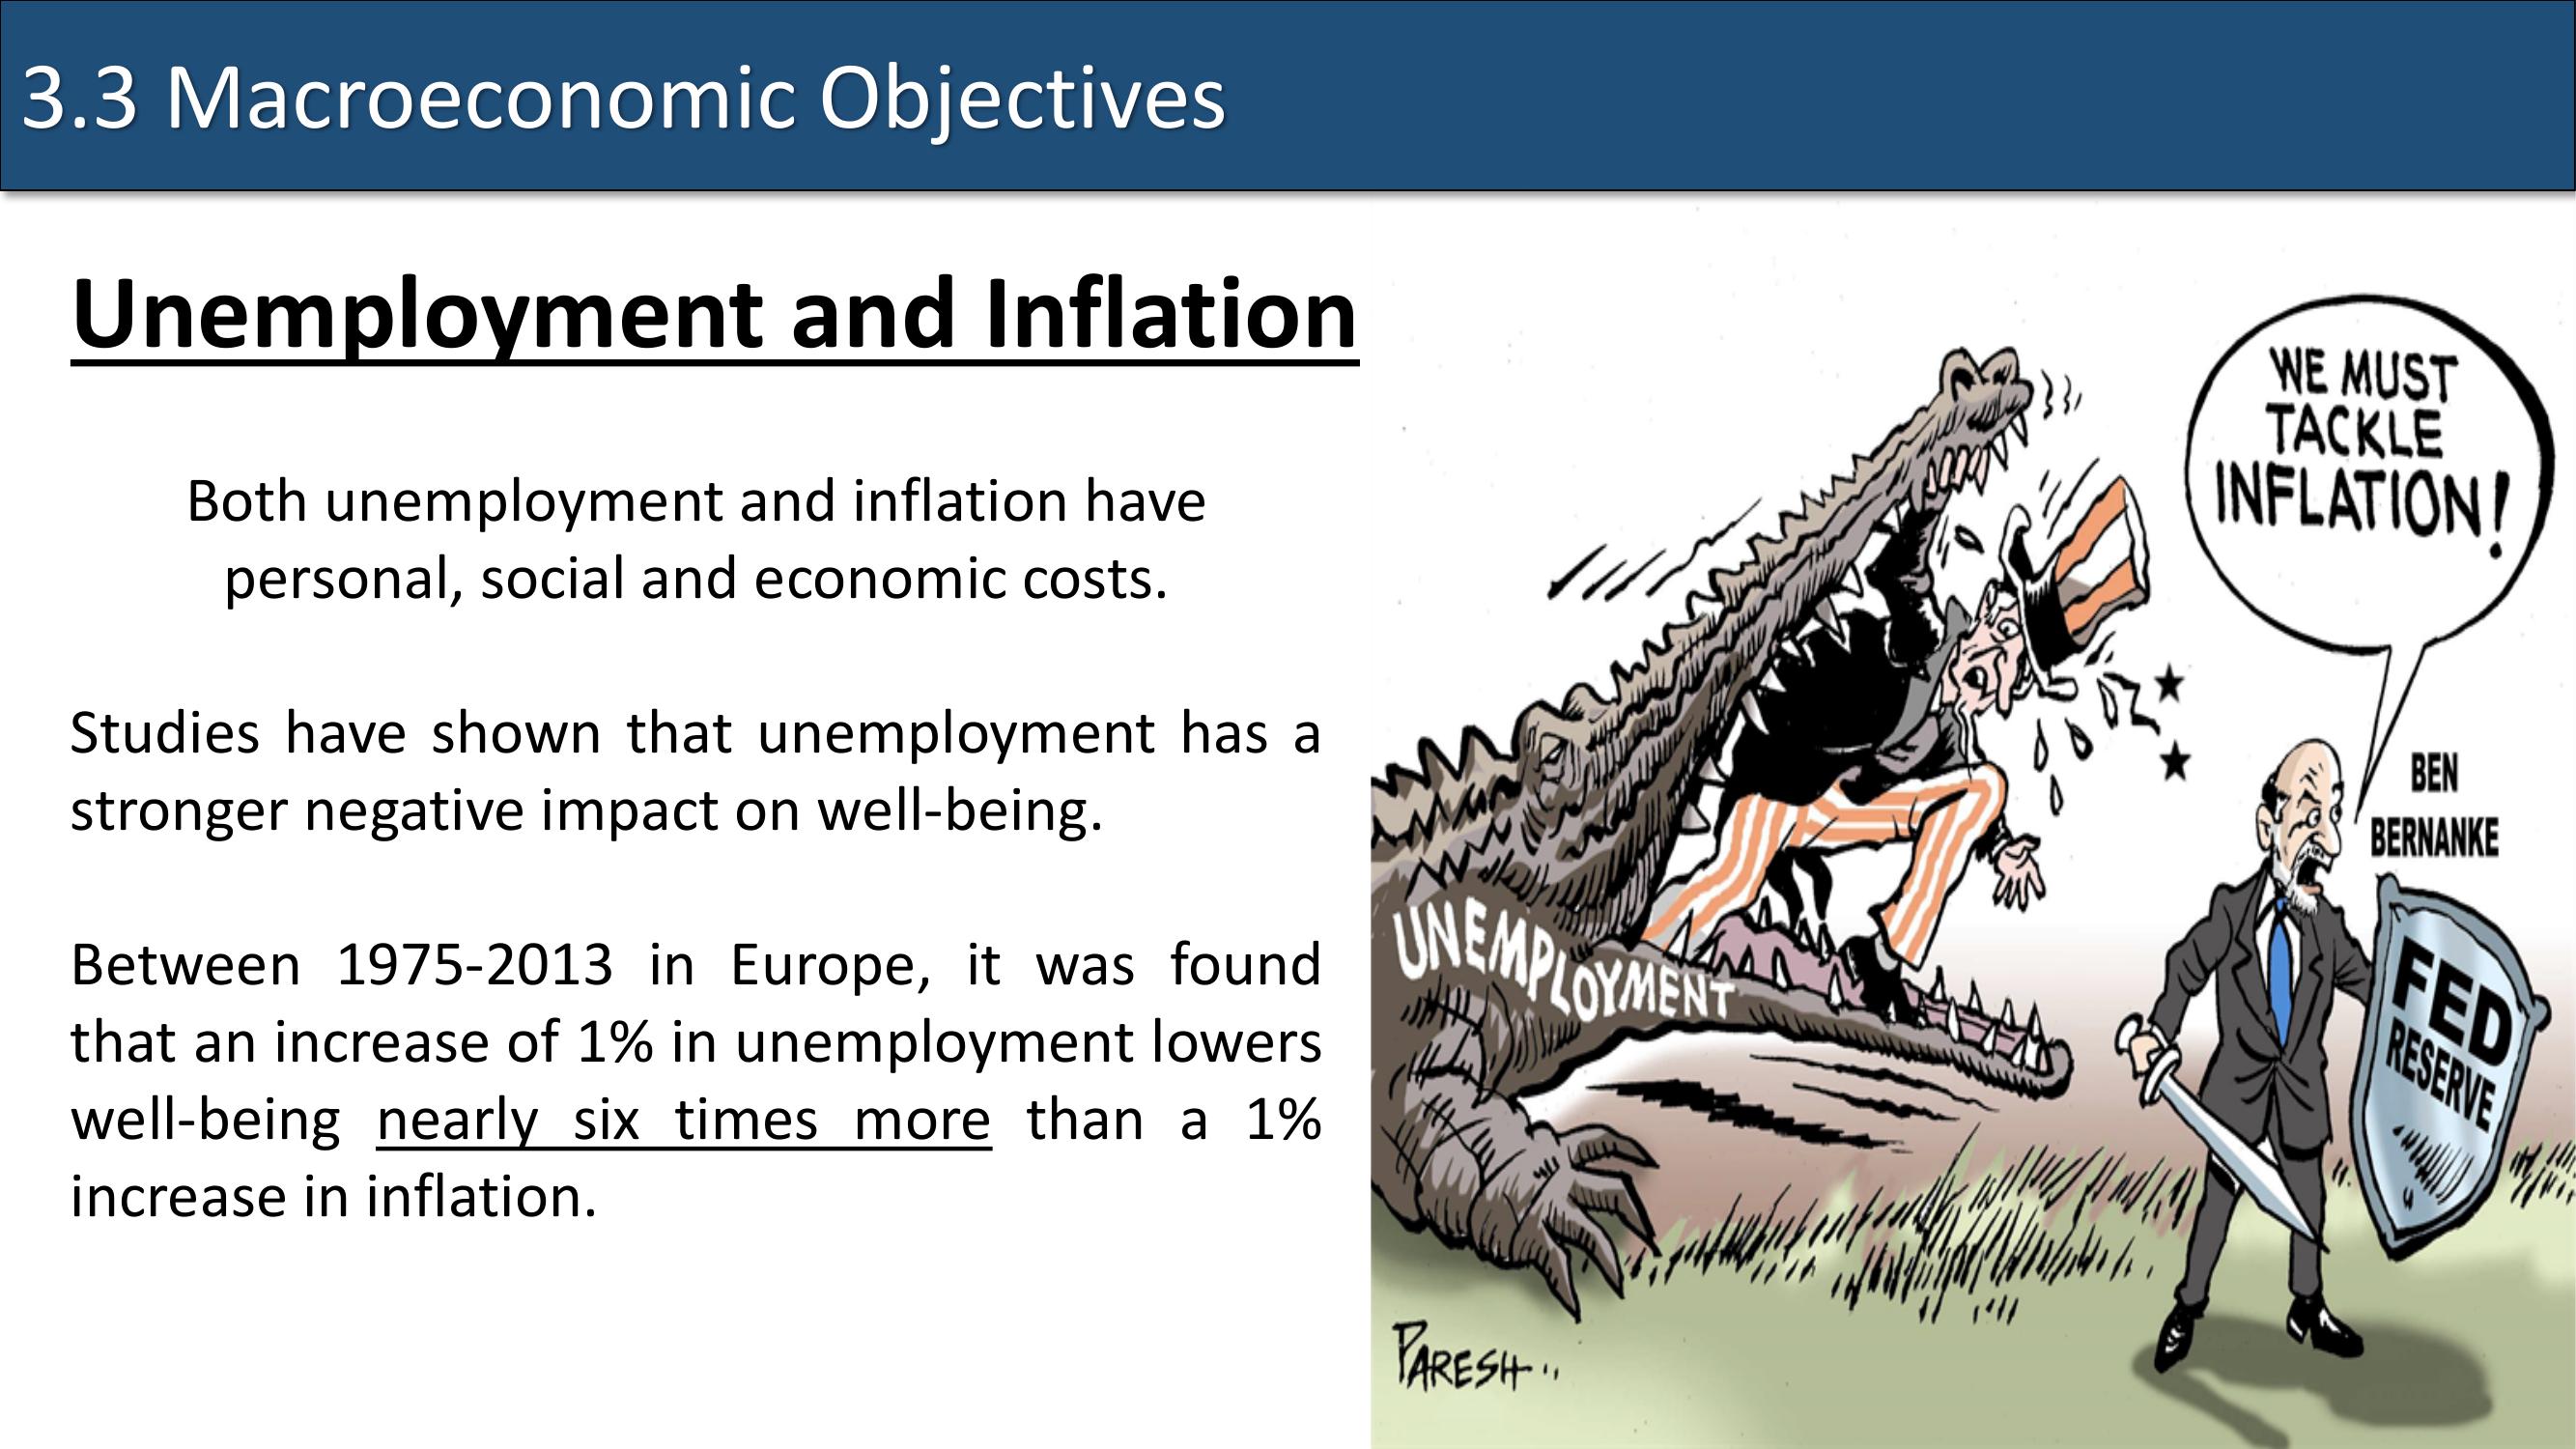 3.3 Macroeconomic Objectives
Unemployment and Inflation
Both unemployment and inflation have
personal, social and economic costs.
Studies have shown that unemployment has a
stronger negative impact on well-being.
Between 1975-2013 in Europe, it was found
that an increase of 1% in unemployment lowers
well-being nearly six times more than a 1%
increase in inflation.
WE MUST
TACKLE
INFLATION!
BEN
BERNANKE
UNEMPLOYMENT
FED
RESERVE
PARESH..